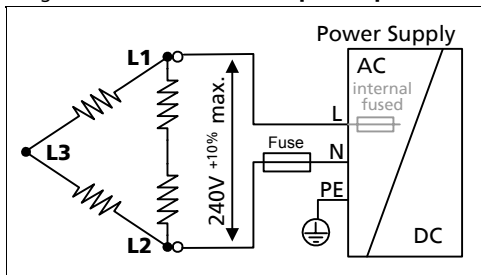 Power Supply
L1
AC
internal
fused
L
240V +10% max.
Fuse
N
L3
PE
L2
DC